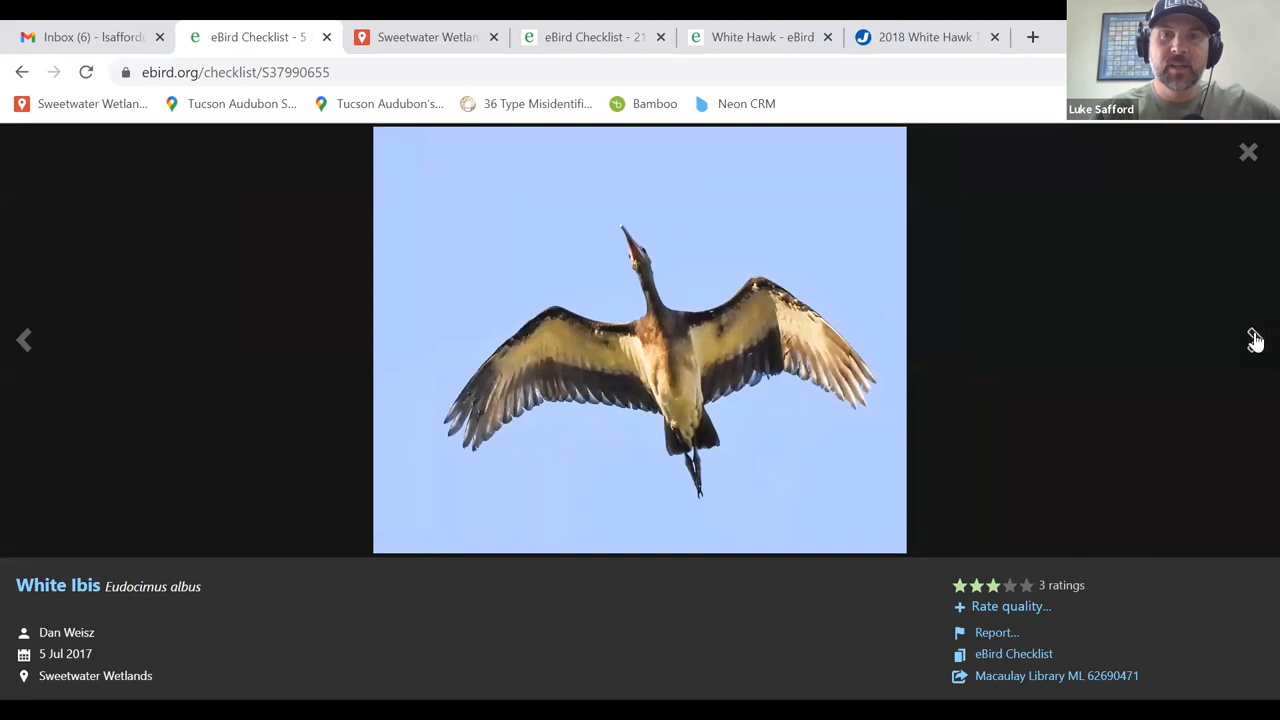 Inbox (6) - lsafford
eBird Checklist - 5 J
Sweetwater Wetlan
eBird Checklist - 21
White Hawk - eBird
2018 White Hawk T
ebird.org/checklist/S37990655
Sweetwater Wetlan...
Tucson Audubon S...
Tucson Audubon's...
36 Type Misidentifi...
Bamboo
Neon CRM
LEICA
Luke Safford
White Ibis Eudocimus albus
Dan Weisz
5 Jul 2017
Sweetwater Wetlands
3 ratings
Rate quality...
Report...
eBird Checklist
Macaulay Library ML 62690471